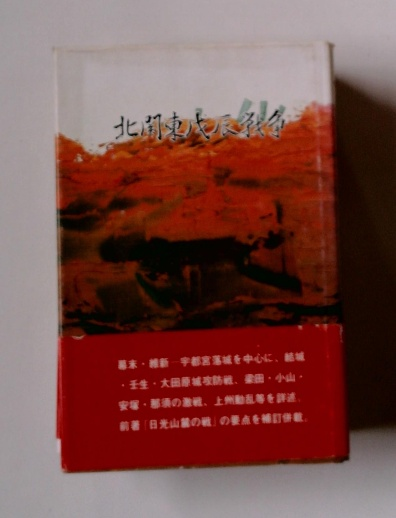 北関東戊辰戦争
幕末・維新―宇都宮落城を中心に、結城
・壬生・大田原城攻防戦、梁田・小山・
安塚・那須の激戦、上州動乱等を詳述。
前著「日光山麓の戦」の要点を補訂併載。